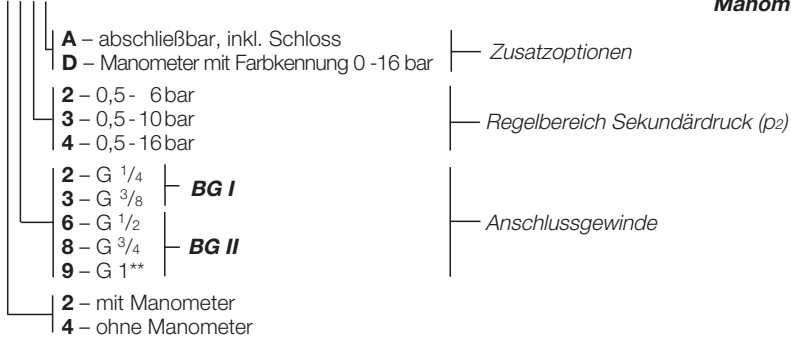 Manom
A – abschließbar, inkl. Schloss
D – Manometer mit Farbkennung 0 -16 bar
Zusatzoptionen
2 – 0,5 - 6 bar
3 – 0,5 - 10 bar
4 – 0,5 - 16 bar
Regelbereich Sekundärdruck (p2)
2 – G 1/4
3 – G 3/8
BG I
6 – G 1/2
8 – G 3/4
9 – G 1**
BG II
Anschlussgewinde
2 – mit Manometer
4 – ohne Manometer